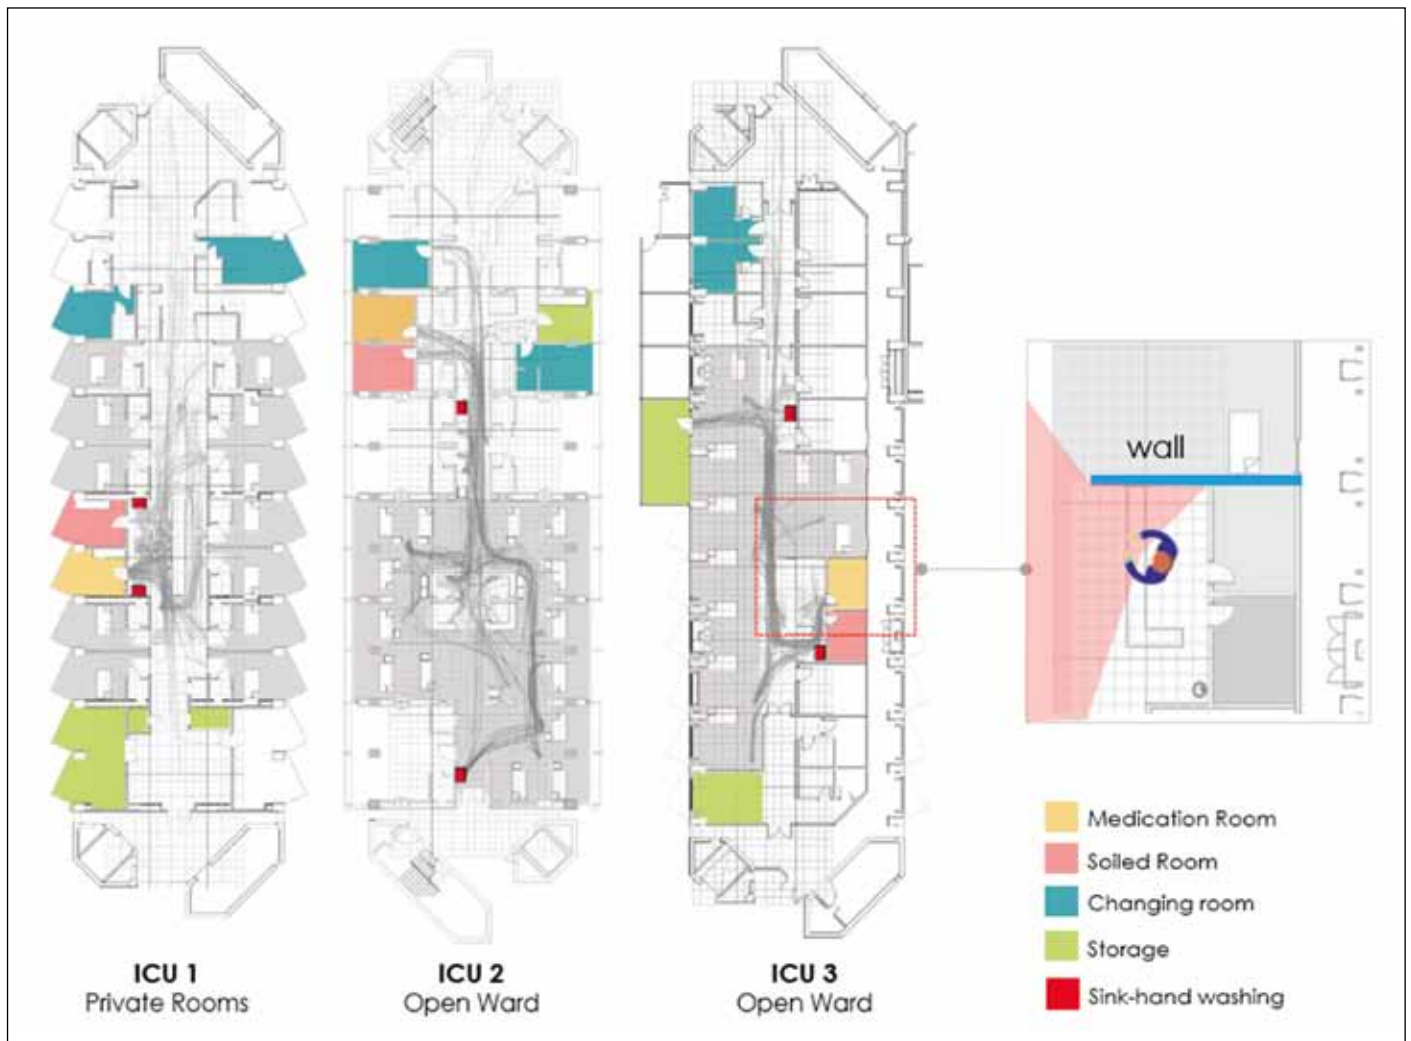 wall
Medication Room
Soiled Room
Changing room
Storage
Sink-hand washing
ICU 1
Private Rooms
ICU 2
Open Ward
ICU 3
Open Ward